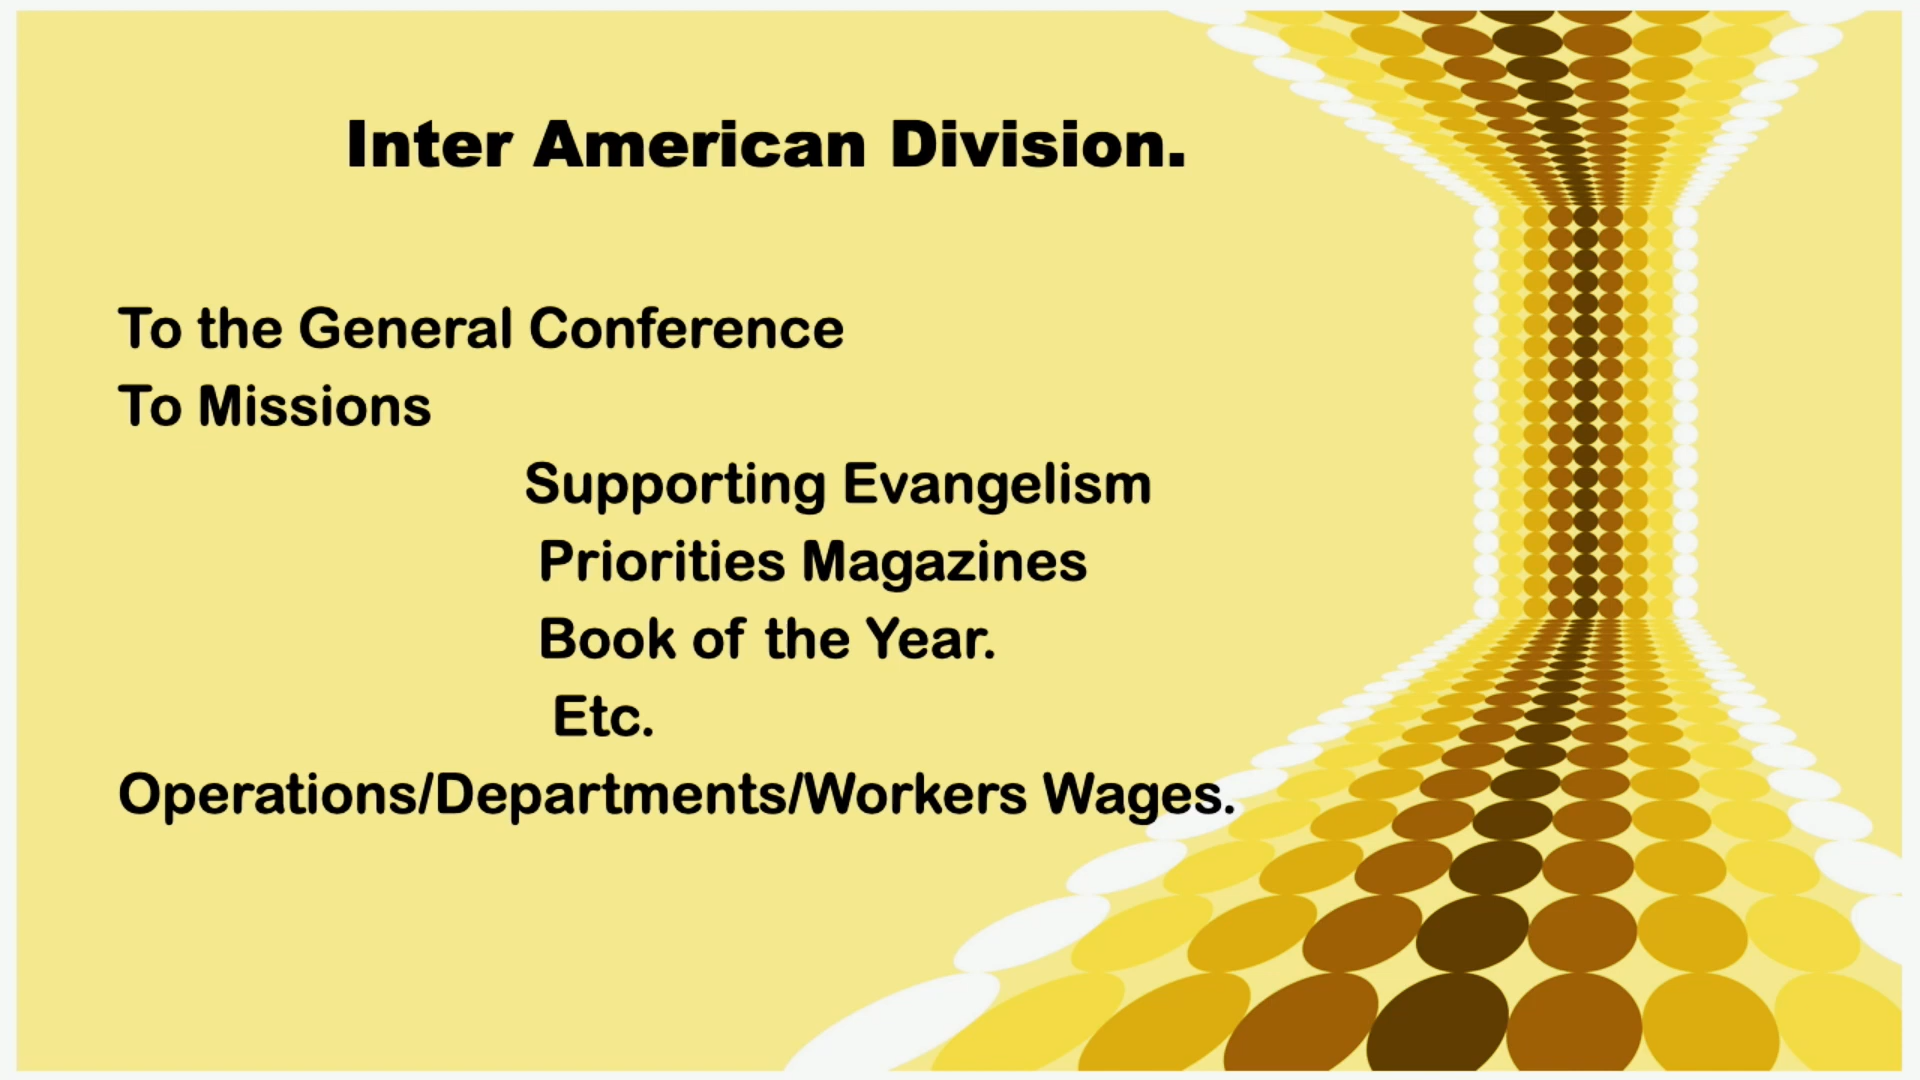 Inter American Division.
To the General Conference
To Missions
Supporting Evangelism
Priorities Magazines
Book of the Year.
Etc.
Operations/Departments/Workers Wages.